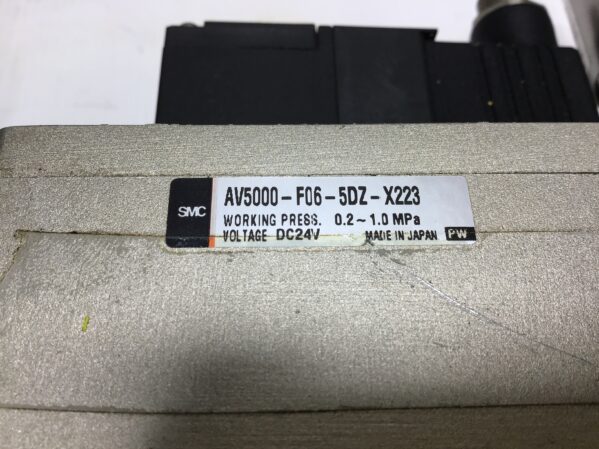 SMC
AV5000-F06-5DZ-X223
WORKING PRESS. 0.2~1.0 MPa
VOLTAGE DC24V MADE IN JAPAN PW